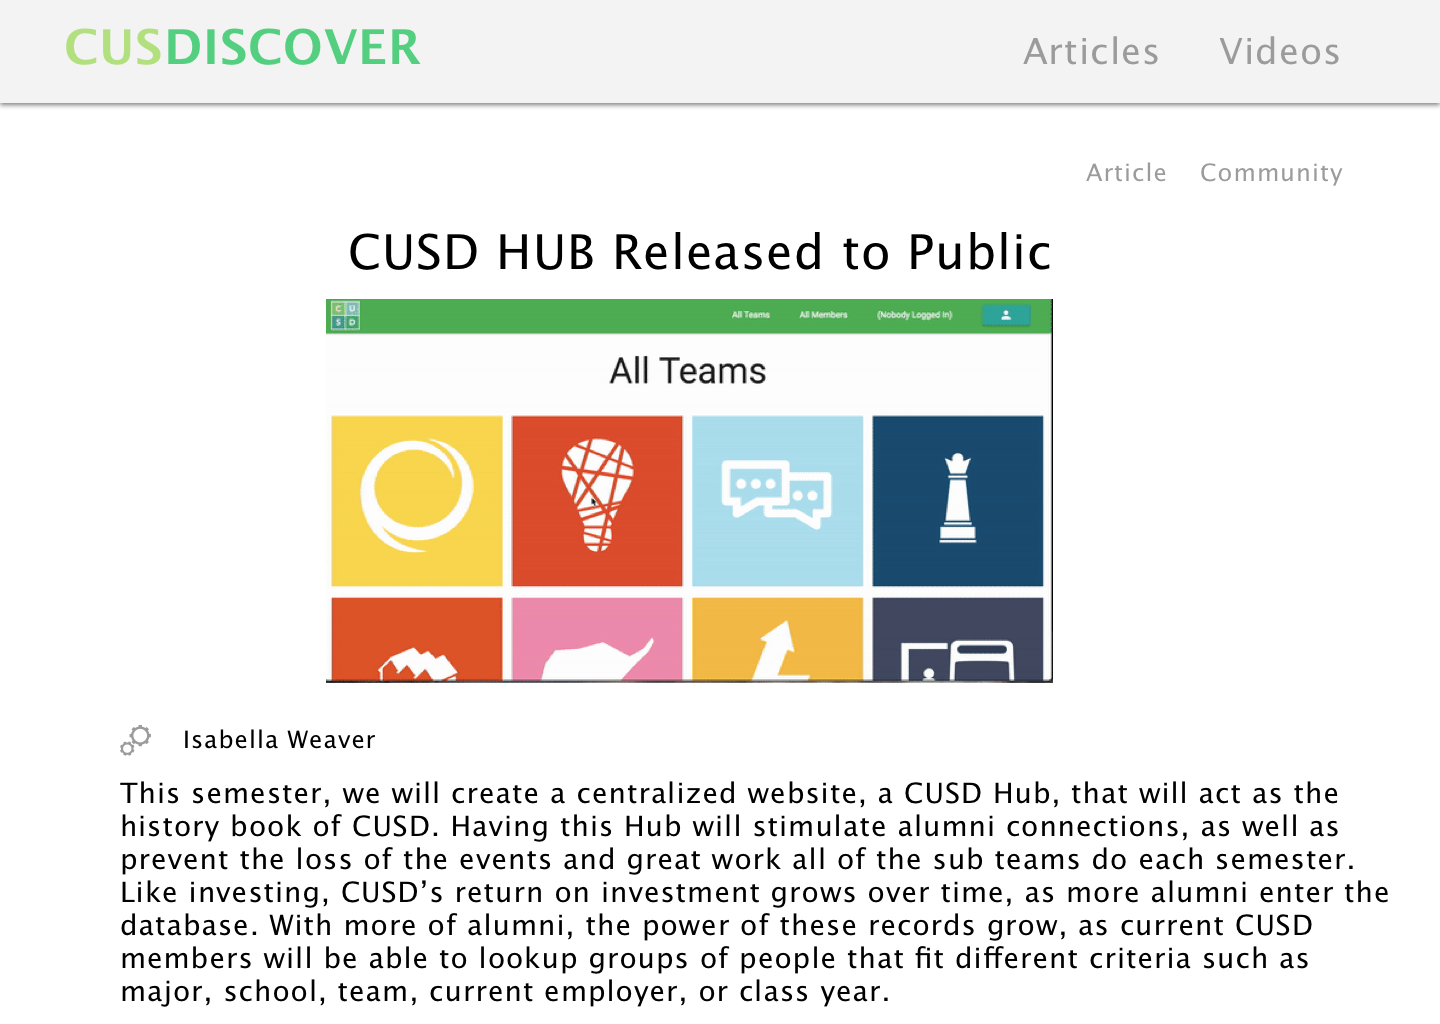 CUSDISCOVER
Articles Videos
Article Community
CUSD HUB Released to Public
C U
S D
All Teams All Members (Nobody Logged In)
All Teams
Isabella Weaver
This semester, we will create a centralized website, a CUSD Hub, that will act as the
history book of CUSD. Having this Hub will stimulate alumni connections, as well as
prevent the loss of the events and great work all of the sub teams do each semester.
Like investing, CUSD’s return on investment grows over time, as more alumni enter the
database. With more of alumni, the power of these records grow, as current CUSD
members will be able to lookup groups of people that fit different criteria such as
major, school, team, current employer, or class year.